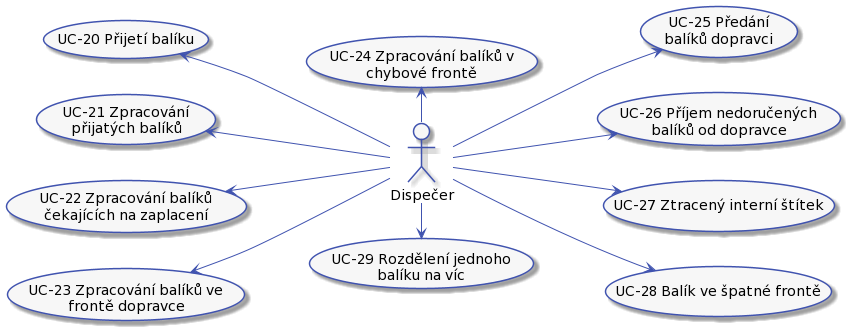 UC-20 Přijetí balíku
UC-21 Zpracování
přijatých balíků
UC-22 Zpracování balíků
čekajících na zaplacení
UC-23 Zpracování balíků ve
frontě dopravce
UC-24 Zpracování balíků v
chybové frontě
Dispečer
UC-29 Rozdělení jednoho
balíku na víc
UC-25 Předání
balíků dopravci
UC-26 Příjem nedoručených
balíků od dopravce
UC-27 Ztracený interní štítek
UC-28 Balík ve špatné frontě